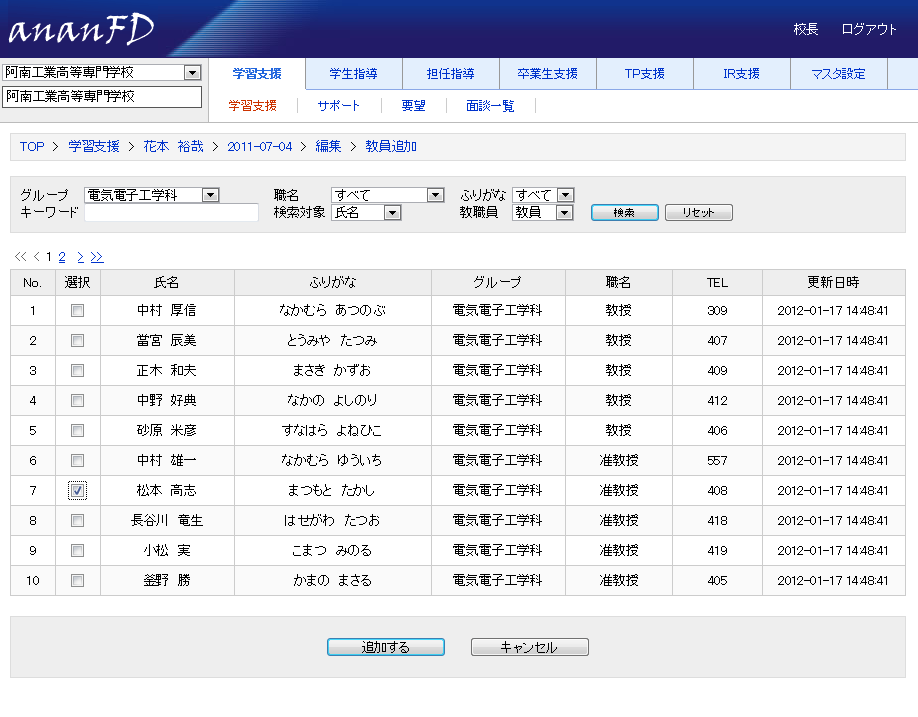 ananFD
校長 ログアウト
阿南工業高等専門学校
阿南工業高等専門学校
学習支援 学生指導 担任指導 卒業生支援 TP支援 IR支援 マスタ設定
学習支援 サポート 要望 面談一覧
TOP > 学習支援 > 花本 裕哉 > 2011-07-04 > 編集 > 教員追加
グループ 電気電子工学科 職名 すべて ふりがな すべて
キーワード 検索対象 氏名 教職員 教員 検索 リセット
<< < 1 2 > >>
No. 選択 氏名 ふりがな グループ 職名 TEL 更新日時
1 中村 厚信 なかむら あつのぶ 電気電子工学科 教授 309 2012-01-17 14:48:41
2 當宮 辰美 とうみや たつみ 電気電子工学科 教授 407 2012-01-17 14:48:41
3 正木 和夫 まさき かずお 電気電子工学科 教授 409 2012-01-17 14:48:41
4 中野 好典 なかの よしのり 電気電子工学科 教授 412 2012-01-17 14:48:41
5 砂原 米彦 すなはら よねひこ 電気電子工学科 教授 406 2012-01-17 14:48:41
6 中村 雄一 なかむら ゆういち 電気電子工学科 准教授 557 2012-01-17 14:48:41
7 松本 高志 まつもと たかし 電気電子工学科 准教授 408 2012-01-17 14:48:41
8 長谷川 竜生 はせがわ たつお 電気電子工学科 准教授 418 2012-01-17 14:48:41
9 小松 実 こまつ みのる 電気電子工学科 准教授 419 2012-01-17 14:48:41
10 釜野 勝 かまの まさる 電気電子工学科 准教授 405 2012-01-17 14:48:41
追加する キャンセル